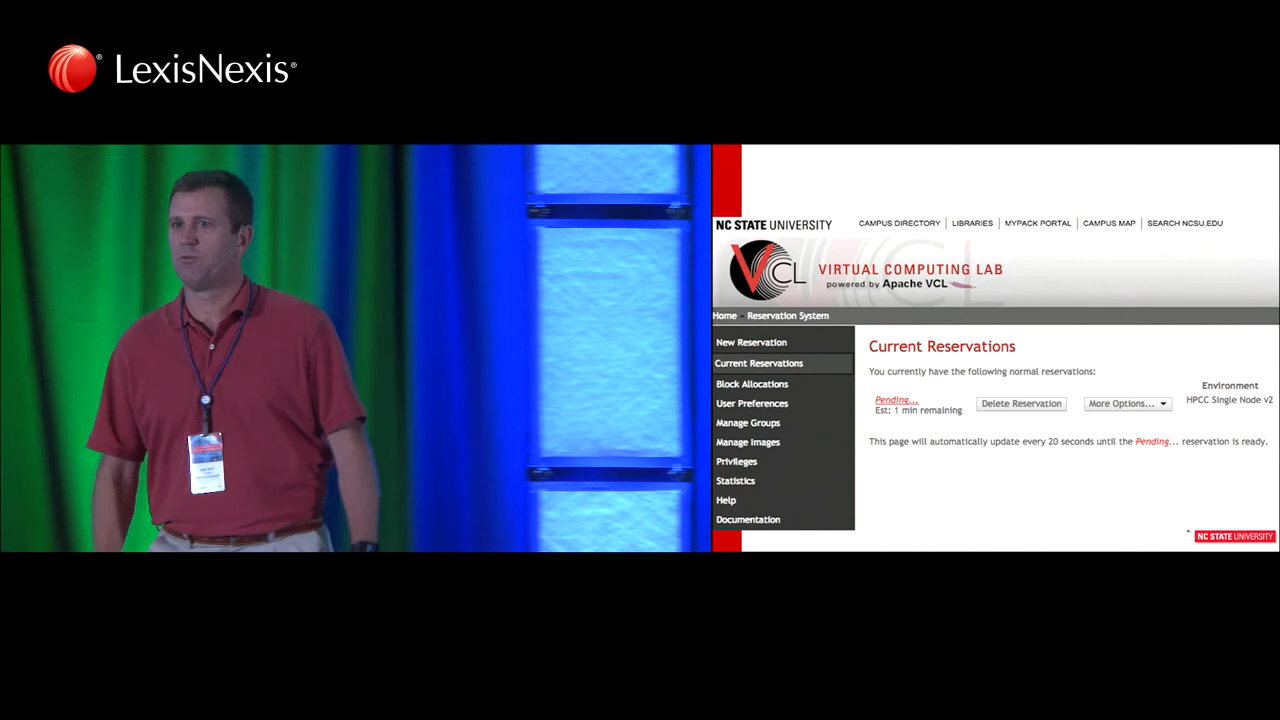 LexisNexis®
NC STATE UNIVERSITY
CAMPUS DIRECTORY | LIBRARIES | MYPACK PORTAL | CAMPUS MAP | SEARCH NCSU.EDU
VCL
VIRTUAL COMPUTING LAB
powered by Apache VCL
Home Reservation System
New Reservation
Current Reservations
Block Allocations
User Preferences
Manage Groups
Manage Images
Privileges
Statistics
Help
Documentation
Current Reservations
You currently have the following normal reservations:
Environment
Pending...
Est: 1 min remaining
Delete Reservation
More Options...
HPCC Single Node v2
This page will automatically update every 20 seconds until the Pending... reservation is ready.
NC STATE UNIVERSITY